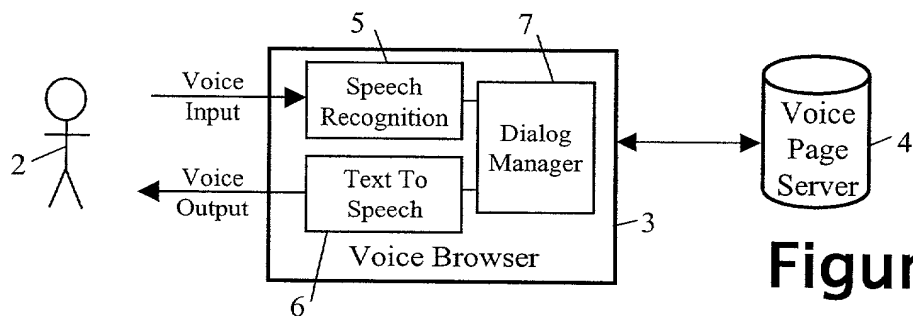 5
7
Voice
Input
Speech
Recognition
Dialog
Manager
Voice
Page
Server
4
2
Voice
Output
Text To
Speech
3
Voice Browser
6
Figur